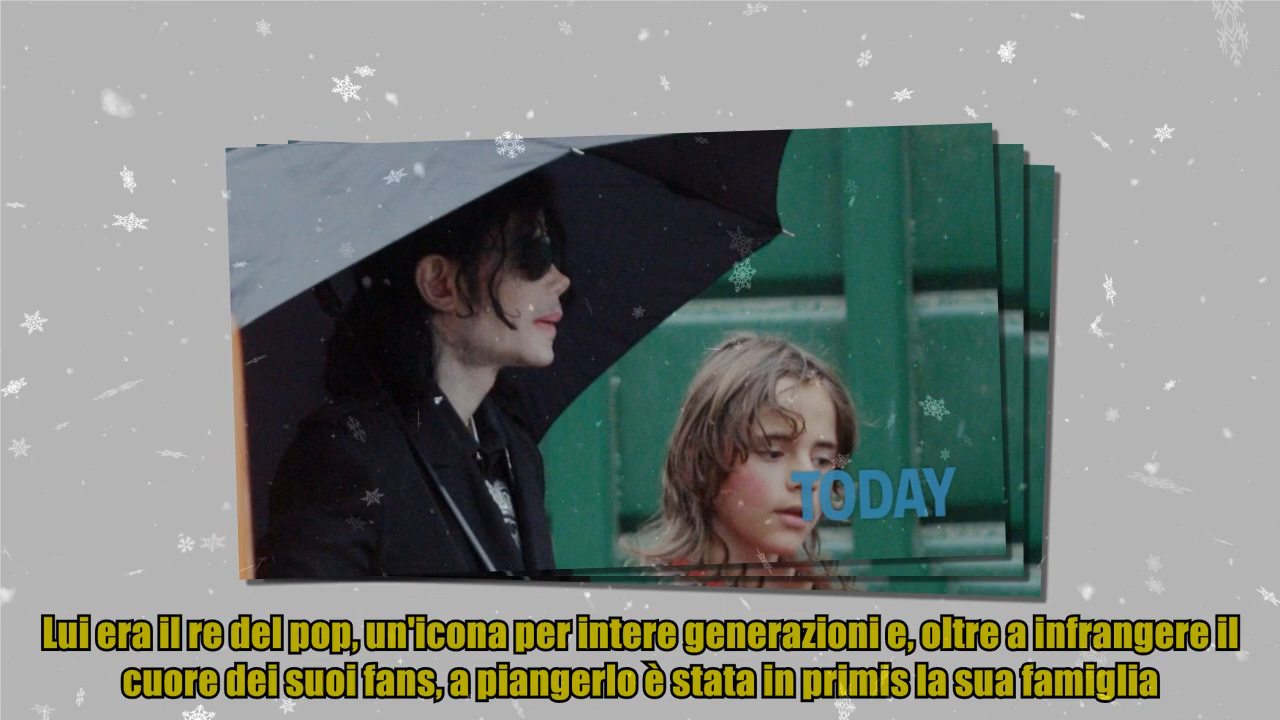 TODAY
Lui era il re del pop, un'icona per intere generazioni e, oltre a infrangere il
cuore dei suoi fans, a piangerlo è stata in primis la sua famiglia